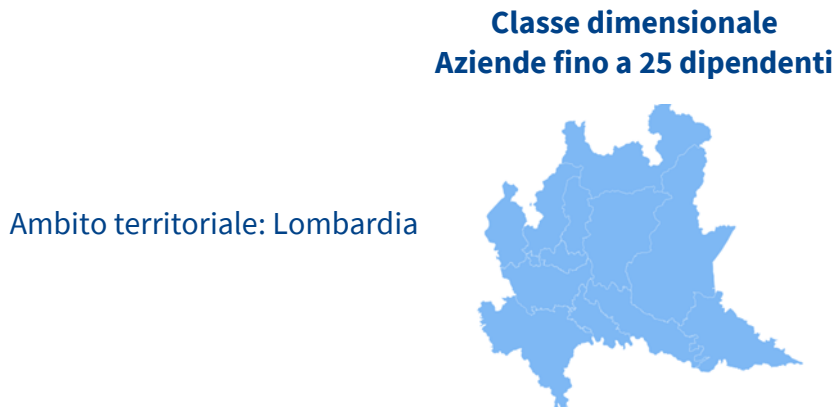 Classe dimensionale
Aziende fino a 25 dipendenti
Ambito territoriale: Lombardia